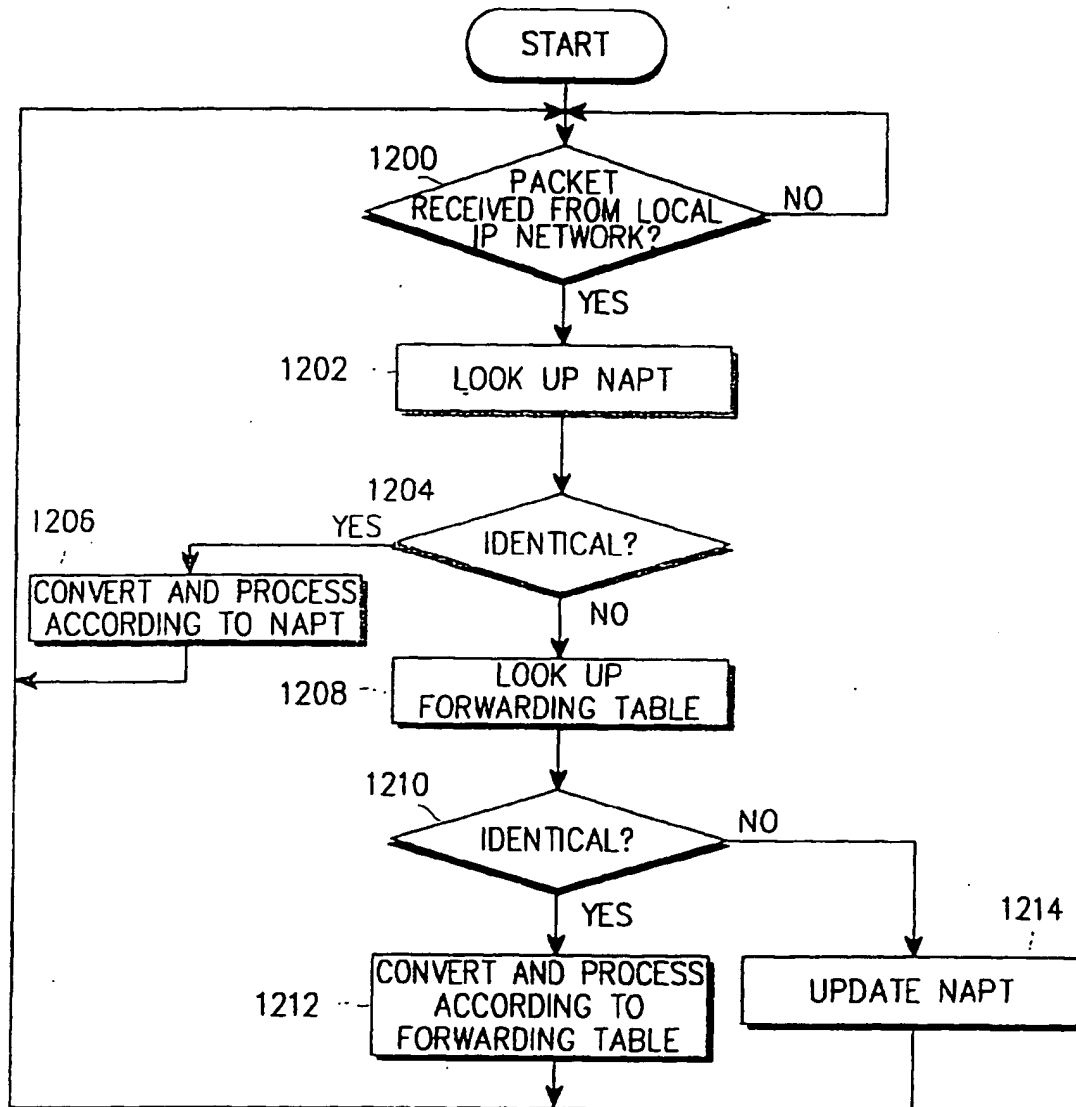 START
1200
PACKET
RECEIVED FROM LOCAL
IP NETWORK?
NO
YES
1202
LOOK UP NAPT
1204
1206
YES
IDENTICAL?
CONVERT AND PROCESS
ACCORDING TO NAPT
NO
1208
LOOK UP
FORWARDING TABLE
1210
IDENTICAL?
NO
YES
1214
1212
CONVERT AND PROCESS
ACCORDING TO
FORWARDING TABLE
UPDATE NAPT